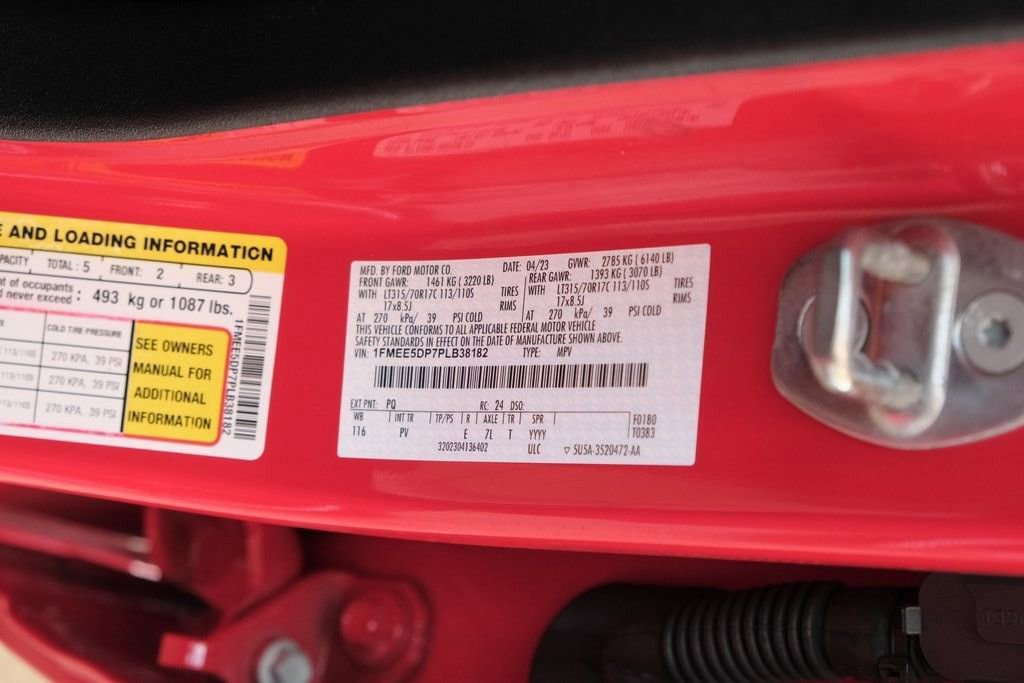 E AND LOADING INFORMATION
PACITY TOTAL : 5 FRONT: 2 REAR: 3
nt of occupants
d never exceed : 493 kg or 1087 lbs.
COLD TIRE PRESSURE
113/110S 270 KPA, 39 PSI
113/110S 270 KPA, 39 PSI
113/110S 270 KPA, 39 PSI
SEE OWNERS
MANUAL FOR
ADDITIONAL
INFORMATION
1FMEE5DP7PLB38182
MFD. BY FORD MOTOR CO. DATE: 04/23 GVWR: 2785 KG ( 6140 LB)
FRONT GAWR: 1461 KG ( 3220 LB) REAR GAWR: 1393 KG ( 3070 LB)
WITH LT315/70R17C 113/110S TIRES WITH LT315/70R17C 113/110S TIRES
17x8.5J RIMS 17x8.5J RIMS
AT 270 kPa/ 39 PSI COLD AT 270 kPa/ 39 PSI COLD
THIS VEHICLE CONFORMS TO ALL APPLICABLE FEDERAL MOTOR VEHICLE
SAFETY STANDARDS IN EFFECT ON THE DATE OF MANUFACTURE SHOWN ABOVE.
VIN: 1FMEE5DP7PLB38182 TYPE: MPV
EXT PNT: PQ RC: 24 DSO:
WB INT TR TP/PS R AXLE TR SPR F0180
116 PV E 7L T YYYY T0383
3202304136402 ULC ▽ 5U5A-3520472-AA